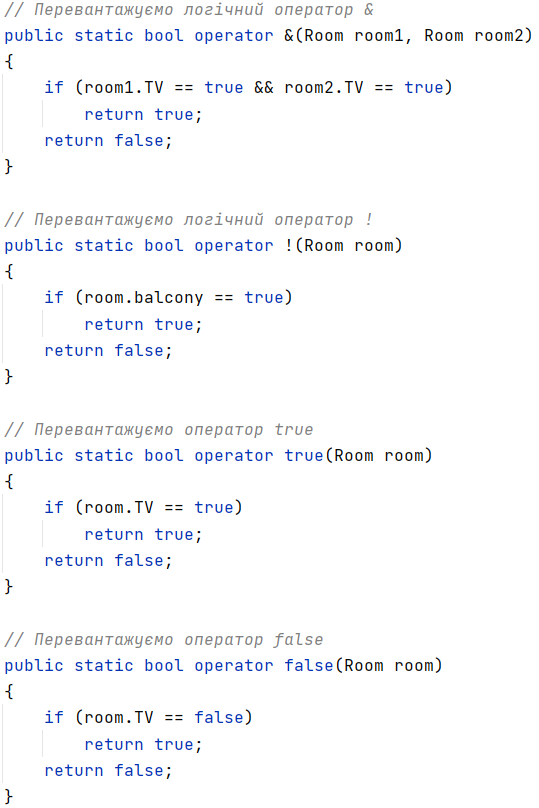 // Перевантажуємо логічний оператор &
public static bool operator &(Room room1, Room room2)
{
    if (room1.TV == true && room2.TV == true)
        return true;
    return false;
}

// Перевантажуємо логічний оператор !
public static bool operator !(Room room)
{
    if (room.balcony == true)
        return true;
    return false;
}

// Перевантажуємо оператор true
public static bool operator true(Room room)
{
    if (room.TV == true)
        return true;
    return false;
}

// Перевантажуємо оператор false
public static bool operator false(Room room)
{
    if (room.TV == false)
        return true;
    return false;
}